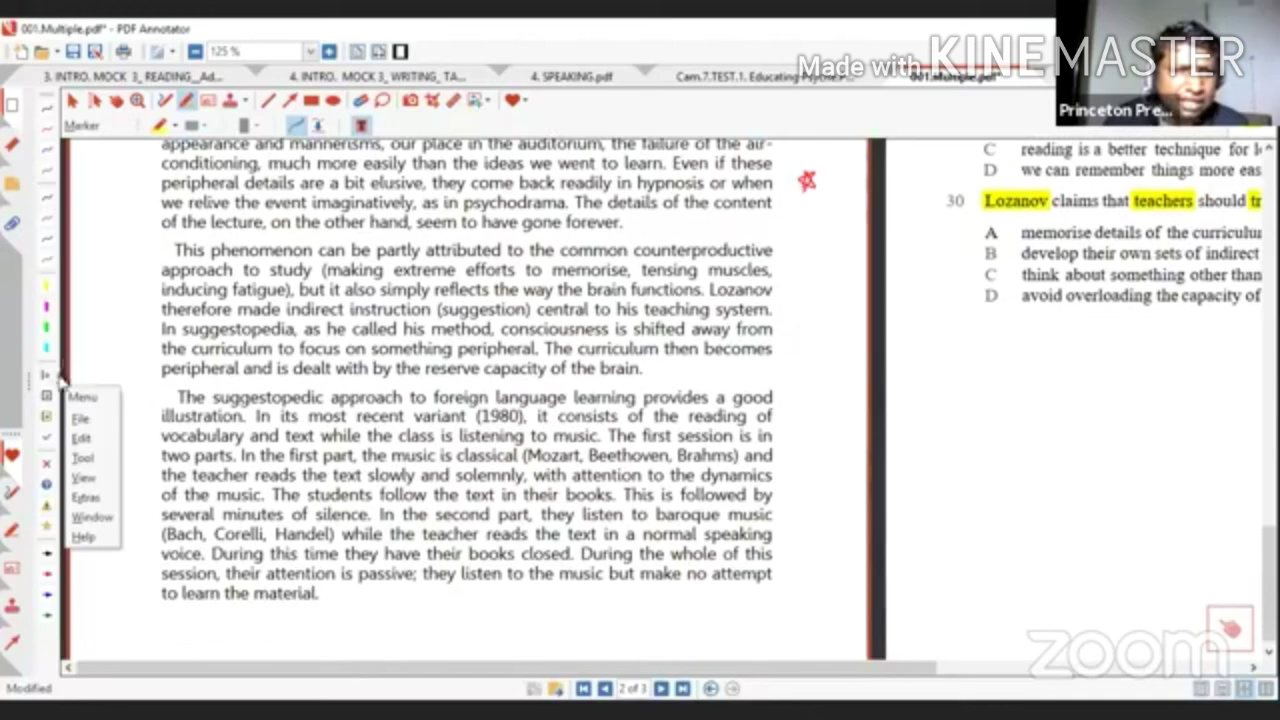 001.Multiple.pdf* - PDF Annotator
125 %
3. INTRO. MOCK 3_ READING_Ad...
4. INTRO. MOCK 3_ WRITING_ TA...
4. SPEAKING.pdf
Cam.7.TEST.1. Educating
001.Multiple.pdf*
Made with KINEMASTER
Princeton Pre...
Marker
appearance and mannerisms, our place in the auditorium, the failure of the air-
conditioning, much more easily than the ideas we went to learn. Even if these
peripheral details are a bit elusive, they come back readily in hypnosis or when
we relive the event imaginatively, as in psychodrama. The details of the content
of the lecture, on the other hand, seem to have gone forever.
This phenomenon can be partly attributed to the common counterproductive
approach to study (making extreme efforts to memorise, tensing muscles,
inducing fatigue), but it also simply reflects the way the brain functions. Lozanov
therefore made indirect instruction (suggestion) central to his teaching system.
In suggestopedia, as he called his method, consciousness is shifted away from
the curriculum to focus on something peripheral. The curriculum then becomes
peripheral and is dealt with by the reserve capacity of the brain.
The suggestopedic approach to foreign language learning provides a good
illustration. In its most recent variant (1980), it consists of the reading of
vocabulary and text while the class is listening to music. The first session is in
two parts. In the first part, the music is classical (Mozart, Beethoven, Brahms) and
the teacher reads the text slowly and solemnly, with attention to the dynamics
of the music. The students follow the text in their books. This is followed by
several minutes of silence. In the second part, they listen to baroque music
(Bach, Corelli, Handel) while the teacher reads the text in a normal speaking
voice. During this time they have their books closed. During the whole of this
session, their attention is passive; they listen to the music but make no attempt
to learn the material.
C reading is a better technique for
D we can remember things more eas
30 Lozanov claims that teachers should tr
A memorise details of the curriculu
B develop their own sets of indirect
C think about something other than
D avoid overloading the capacity of
Menu
File
Edit
Tool
View
Extras
Window
Help
zoom
Modified
2 of 3